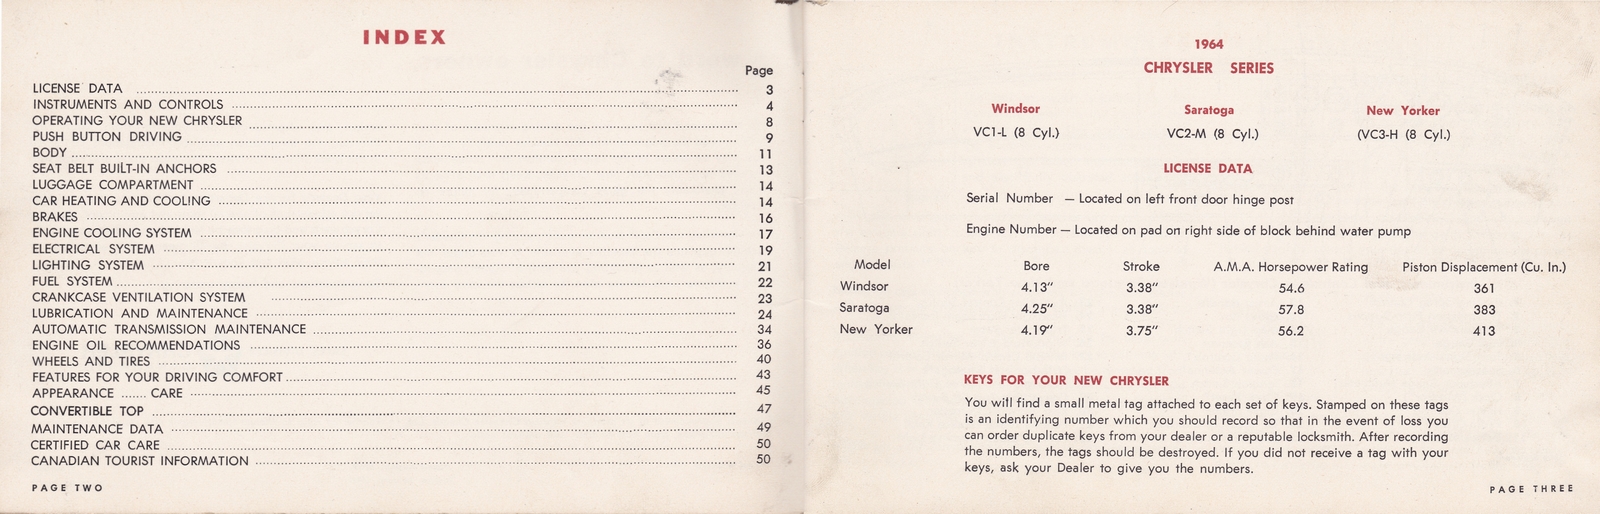 INDEX
Page
LICENSE DATA ........ 3
INSTRUMENTS AND CONTROLS ........ 4
OPERATING YOUR NEW CHRYSLER ........ 8
PUSH BUTTON DRIVING ........ 9
BODY ........ 11
SEAT BELT BUILT-IN ANCHORS ........ 13
LUGGAGE COMPARTMENT ........ 14
CAR HEATING AND COOLING ........ 14
BRAKES ........ 16
ENGINE COOLING SYSTEM ........ 17
ELECTRICAL SYSTEM ........ 19
LIGHTING SYSTEM ........ 21
FUEL SYSTEM ........ 22
CRANKCASE VENTILATION SYSTEM ........ 23
LUBRICATION AND MAINTENANCE ........ 24
AUTOMATIC TRANSMISSION MAINTENANCE ........ 34
ENGINE OIL RECOMMENDATIONS ........ 36
WHEELS AND TIRES ........ 40
FEATURES FOR YOUR DRIVING COMFORT ........ 43
APPEARANCE ...... CARE ........ 45
CONVERTIBLE TOP ........ 47
MAINTENANCE DATA ........ 49
CERTIFIED CAR CARE ........ 50
CANADIAN TOURIST INFORMATION ........ 50
PAGE TWO
1964
CHRYSLER SERIES
Windsor Saratoga New Yorker
VC1-L (8 Cyl.) VC2-M (8 Cyl.) (VC3-H (8 Cyl.)
LICENSE DATA
Serial Number — Located on left front door hinge post
Engine Number — Located on pad on right side of block behind water pump
Model Bore Stroke A.M.A. Horsepower Rating Piston Displacement (Cu. In.)
Windsor 4.13" 3.38" 54.6 361
Saratoga 4.25" 3.38" 57.8 383
New Yorker 4.19" 3.75" 56.2 413
KEYS FOR YOUR NEW CHRYSLER
You will find a small metal tag attached to each set of keys. Stamped on these tags
is an identifying number which you should record so that in the event of loss you
can order duplicate keys from your dealer or a reputable locksmith. After recording
the numbers, the tags should be destroyed. If you did not receive a tag with your
keys, ask your Dealer to give you the numbers.
PAGE THREE